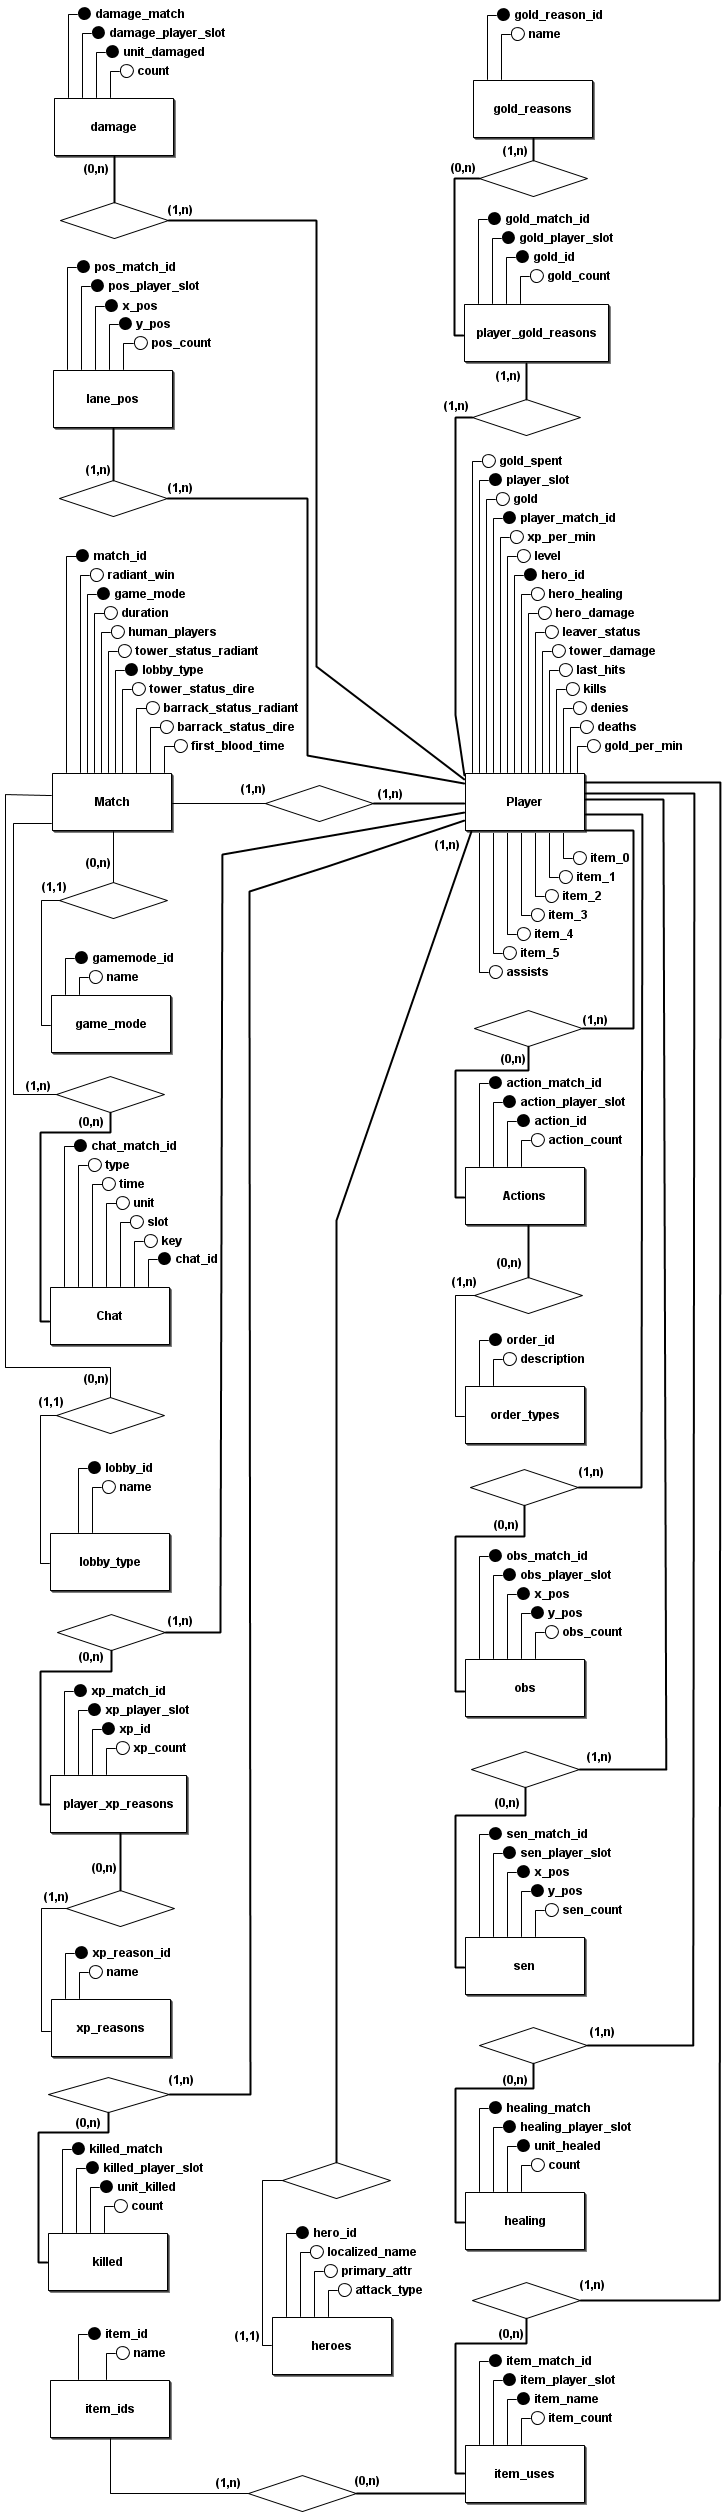 damage_match
damage_player_slot
unit_damaged
count
damage
(0,n)
(1,n)
pos_match_id
pos_player_slot
x_pos
y_pos
pos_count
lane_pos
(1,n)
(1,n)
match_id
radiant_win
game_mode
duration
human_players
tower_status_radiant
lobby_type
tower_status_dire
barrack_status_radiant
barrack_status_dire
first_blood_time
Match
(1,n)
(1,n)
(0,n)
(1,1)
gamemode_id
name
game_mode
(1,n)
(0,n)
chat_match_id
type
time
unit
slot
key
chat_id
Chat
(0,n)
(1,1)
lobby_id
name
lobby_type
(1,n)
(0,n)
xp_match_id
xp_player_slot
xp_id
xp_count
player_xp_reasons
(0,n)
(1,n)
xp_reason_id
name
xp_reasons
(1,n)
(0,n)
killed_match
killed_player_slot
unit_killed
count
killed
item_id
name
item_ids
(1,n)
(0,n)
hero_id
localized_name
primary_attr
attack_type
(1,1)
heroes
gold_reason_id
name
gold_reasons
(1,n)
(0,n)
gold_match_id
gold_player_slot
gold_id
gold_count
player_gold_reasons
(1,n)
(1,n)
gold_spent
player_slot
gold
player_match_id
xp_per_min
level
hero_id
hero_healing
hero_damage
leaver_status
tower_damage
last_hits
kills
denies
deaths
gold_per_min
Player
(1,n)
item_0
item_1
item_2
item_3
item_4
item_5
assists
(1,n)
(0,n)
action_match_id
action_player_slot
action_id
action_count
Actions
(0,n)
(1,n)
order_id
description
order_types
(1,n)
(0,n)
obs_match_id
obs_player_slot
x_pos
y_pos
obs_count
obs
(1,n)
(0,n)
sen_match_id
sen_player_slot
x_pos
y_pos
sen_count
sen
(1,n)
(0,n)
healing_match
healing_player_slot
unit_healed
count
healing
(1,n)
(0,n)
item_match_id
item_player_slot
item_name
item_count
item_uses